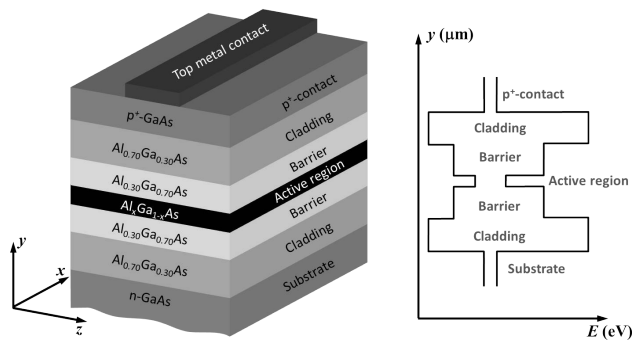 Top metal contact
p⁺-GaAs
p⁺-contact
Al₀.₇₀Ga₀.₃₀As
Cladding
Al₀.₃₀Ga₀.₇₀As
Barrier
AlₓGa₁₋ₓAs
Active region
Al₀.₃₀Ga₀.₇₀As
Barrier
Al₀.₇₀Ga₀.₃₀As
Cladding
n-GaAs
Substrate
y
x
z
y (μm)
p⁺-contact
Cladding
Barrier
Active region
Barrier
Cladding
Substrate
E (eV)